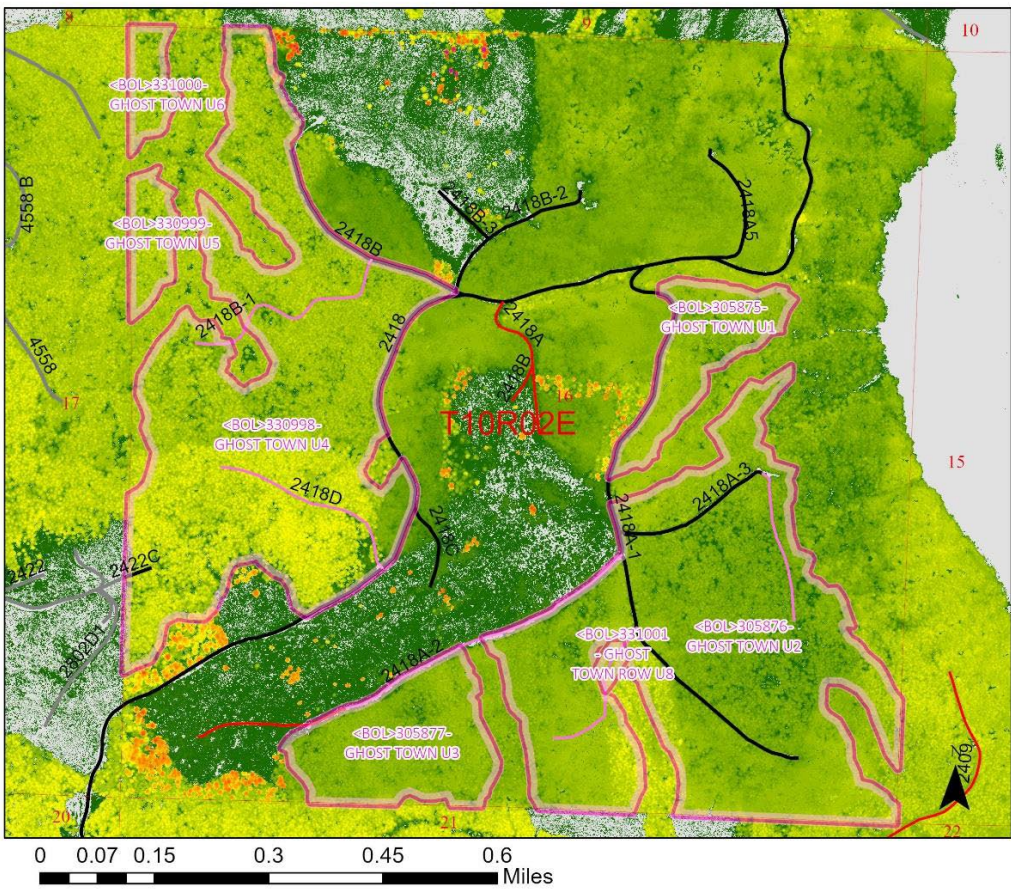 8
9
10
<BOL>331000-
GHOST TOWN U6
4558 B
<BOL>330999-
GHOST TOWN U5
2418B
2418B-3
2418B-2
2418A5
2418B-1
2418
2418A
<BOL>305875-
GHOST TOWN U1
4558
17
2418B
16
T10R02E
<BOL>330998-
GHOST TOWN U4
15
2418D
2418A-3
2418C
2418A-1
2422
2422C
2302D1
<BOL>331001
- GHOST
TOWN ROW U8
<BOL>305876-
GHOST TOWN U2
2418A-2
<BOL>305877-
GHOST TOWN U3
2409
N
20
21
22
0 0.07 0.15 0.3 0.45 0.6
Miles